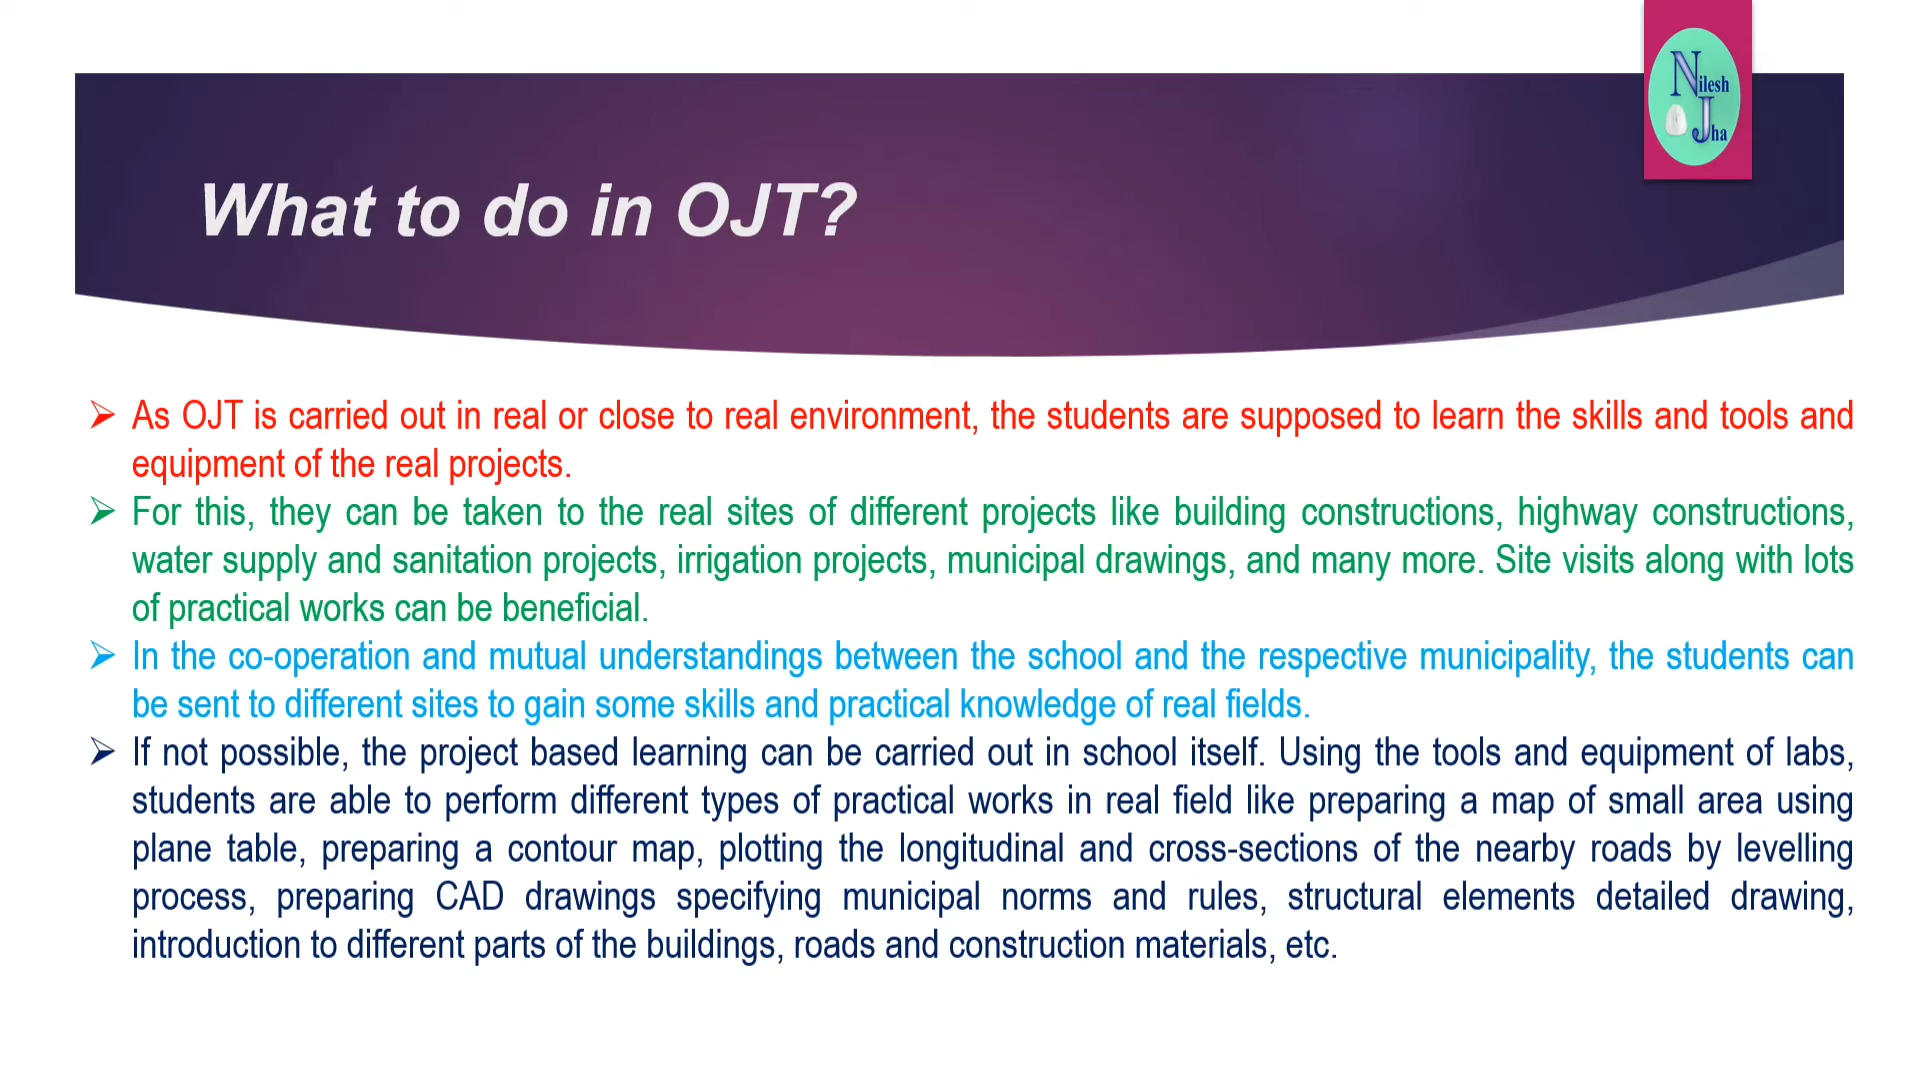 Nilesh
Jha
What to do in OJT?
➢ As OJT is carried out in real or close to real environment, the students are supposed to learn the skills and tools and
equipment of the real projects.
➢ For this, they can be taken to the real sites of different projects like building constructions, highway constructions,
water supply and sanitation projects, irrigation projects, municipal drawings, and many more. Site visits along with lots
of practical works can be beneficial.
➢ In the co-operation and mutual understandings between the school and the respective municipality, the students can
be sent to different sites to gain some skills and practical knowledge of real fields.
➢ If not possible, the project based learning can be carried out in school itself. Using the tools and equipment of labs,
students are able to perform different types of practical works in real field like preparing a map of small area using
plane table, preparing a contour map, plotting the longitudinal and cross-sections of the nearby roads by levelling
process, preparing CAD drawings specifying municipal norms and rules, structural elements detailed drawing,
introduction to different parts of the buildings, roads and construction materials, etc.